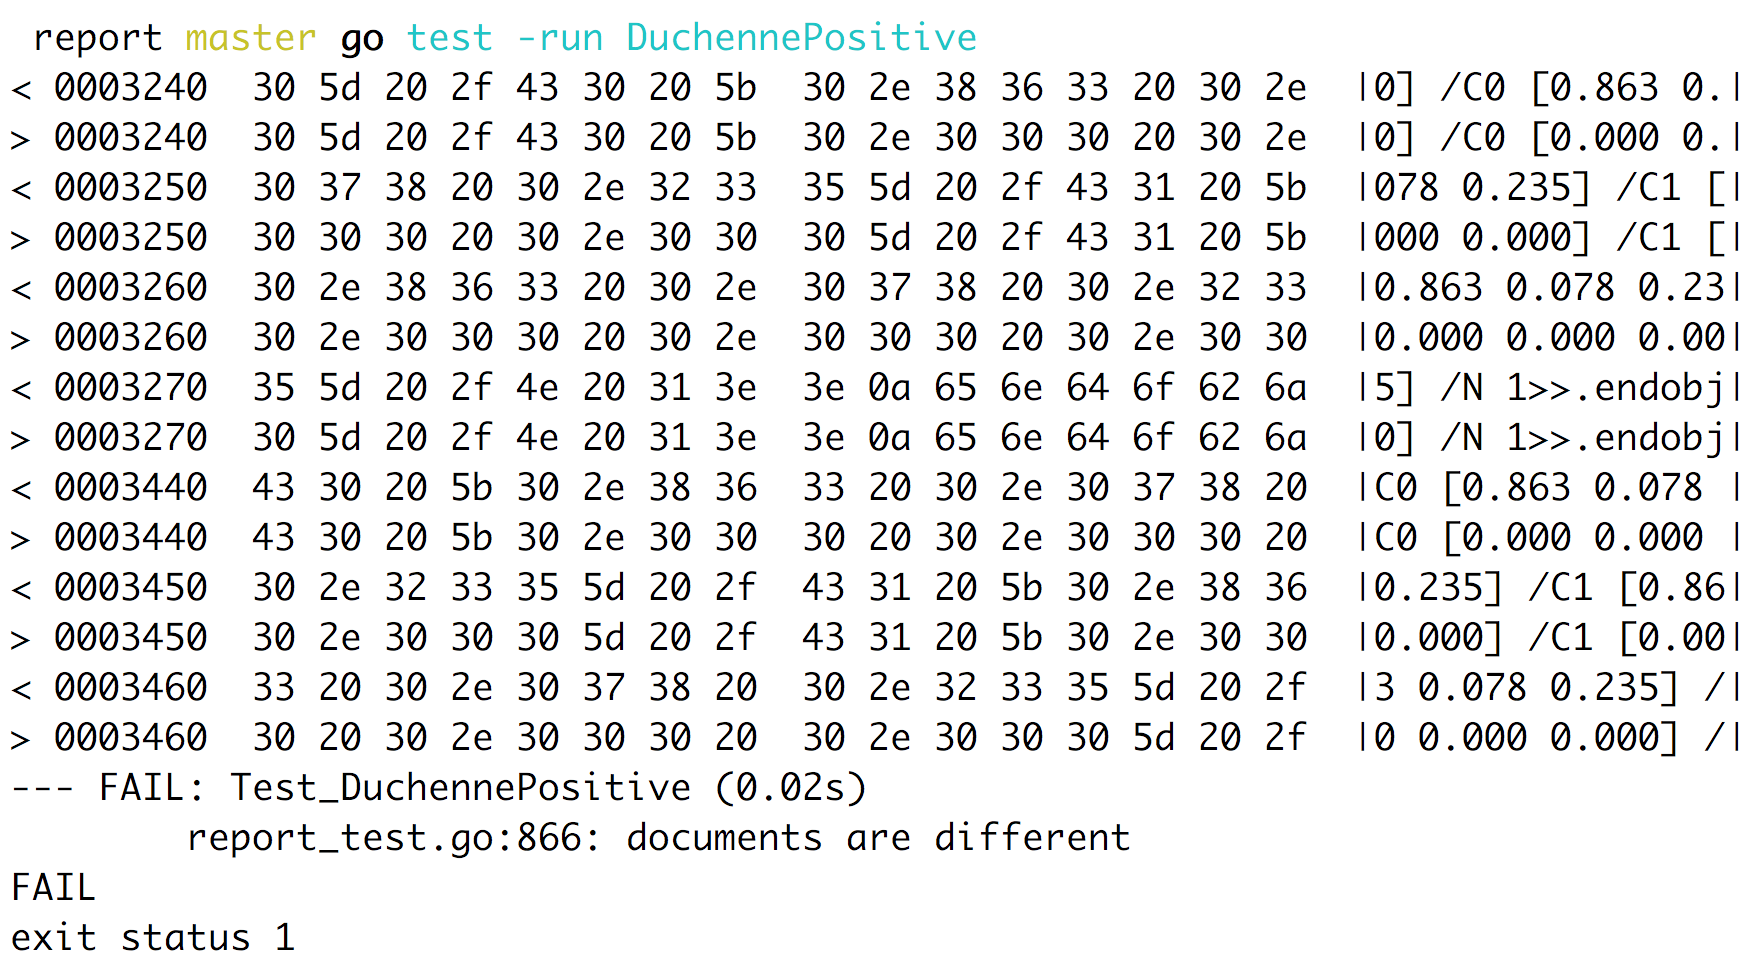 report master go test -run DuchennePositive
< 0003240  30 5d 20 2f 43 30 20 5b  30 2e 38 36 33 20 30 2e  |0] /C0 [0.863 0.|
> 0003240  30 5d 20 2f 43 30 20 5b  30 2e 30 30 30 20 30 2e  |0] /C0 [0.000 0.|
< 0003250  30 37 38 20 30 2e 32 33  35 5d 20 2f 43 31 20 5b  |078 0.235] /C1 [|
> 0003250  30 30 30 20 30 2e 30 30  30 5d 20 2f 43 31 20 5b  |000 0.000] /C1 [|
< 0003260  30 2e 38 36 33 20 30 2e  30 37 38 20 30 2e 32 33  |0.863 0.078 0.23|
> 0003260  30 2e 30 30 30 20 30 2e  30 30 30 20 30 2e 30 30  |0.000 0.000 0.00|
< 0003270  35 5d 20 2f 4e 20 31 3e  3e 0a 65 6e 64 6f 62 6a  |5] /N 1>>.endobj|
> 0003270  30 5d 20 2f 4e 20 31 3e  3e 0a 65 6e 64 6f 62 6a  |0] /N 1>>.endobj|
< 0003440  43 30 20 5b 30 2e 38 36  33 20 30 2e 30 37 38 20  |C0 [0.863 0.078 |
> 0003440  43 30 20 5b 30 2e 30 30  30 20 30 2e 30 30 30 20  |C0 [0.000 0.000 |
< 0003450  30 2e 32 33 35 5d 20 2f  43 31 20 5b 30 2e 38 36  |0.235] /C1 [0.86|
> 0003450  30 2e 30 30 30 5d 20 2f  43 31 20 5b 30 2e 30 30  |0.000] /C1 [0.00|
< 0003460  33 20 30 2e 30 37 38 20  30 2e 32 33 35 5d 20 2f  |3 0.078 0.235] /|
> 0003460  30 20 30 2e 30 30 30 20  30 2e 30 30 30 5d 20 2f  |0 0.000 0.000] /|
--- FAIL: Test_DuchennePositive (0.02s)
        report_test.go:866: documents are different
FAIL
exit status 1